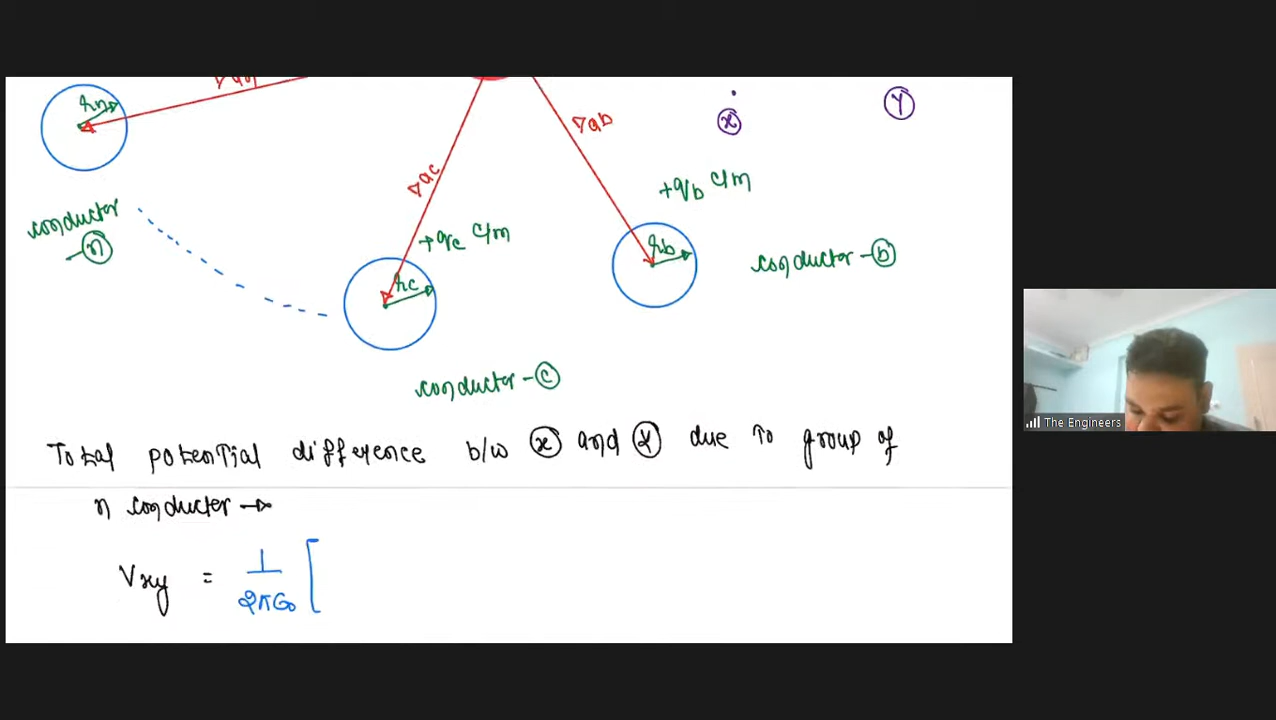 rn
X
Y
Dab
Dac
+qb c/m
conductor
-n
+qc c/m
rb
conductor -b
rc
conductor -c
Total potential difference b/w x and Y due to group of
n conductor →
Vxy = 1/2πϵ₀ [
The Engineers